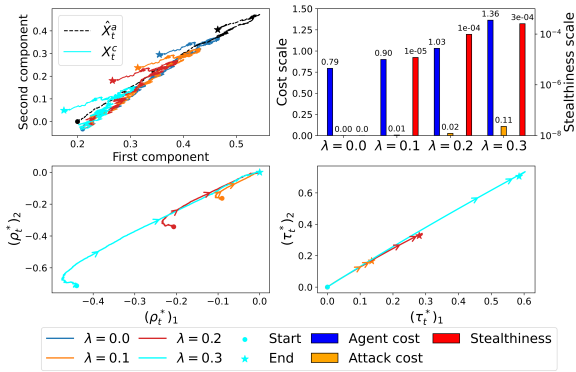 X̂ₜᵃ
Xₜᶜ
Second component
0.4
0.3
0.2
0.1
0.0
0.2 0.3 0.4 0.5
First component
1.50
1.25
1.00
0.75
0.50
0.25
0.00
Cost scale
0.79
0.00 0.0
0.90
0.01
1e-05
1.03
0.02
1e-04
1.36
0.11
3e-04
λ = 0.0 λ = 0.1 λ = 0.2 λ = 0.3
10⁻⁴
10⁻⁶
10⁻⁸
Stealthiness scale
(ρₜ*)₂
0.0
−0.2
−0.4
−0.6
−0.4 −0.2 −0.1 0.0
−0.3
(ρₜ*)₁
(τₜ*)₂
0.6
0.4
0.2
0.0
0.0 0.1 0.2 0.3 0.4 0.5 0.6
(τₜ*)₁
λ = 0.0 λ = 0.2 Start Agent cost Stealthiness
λ = 0.1 λ = 0.3 End Attack cost